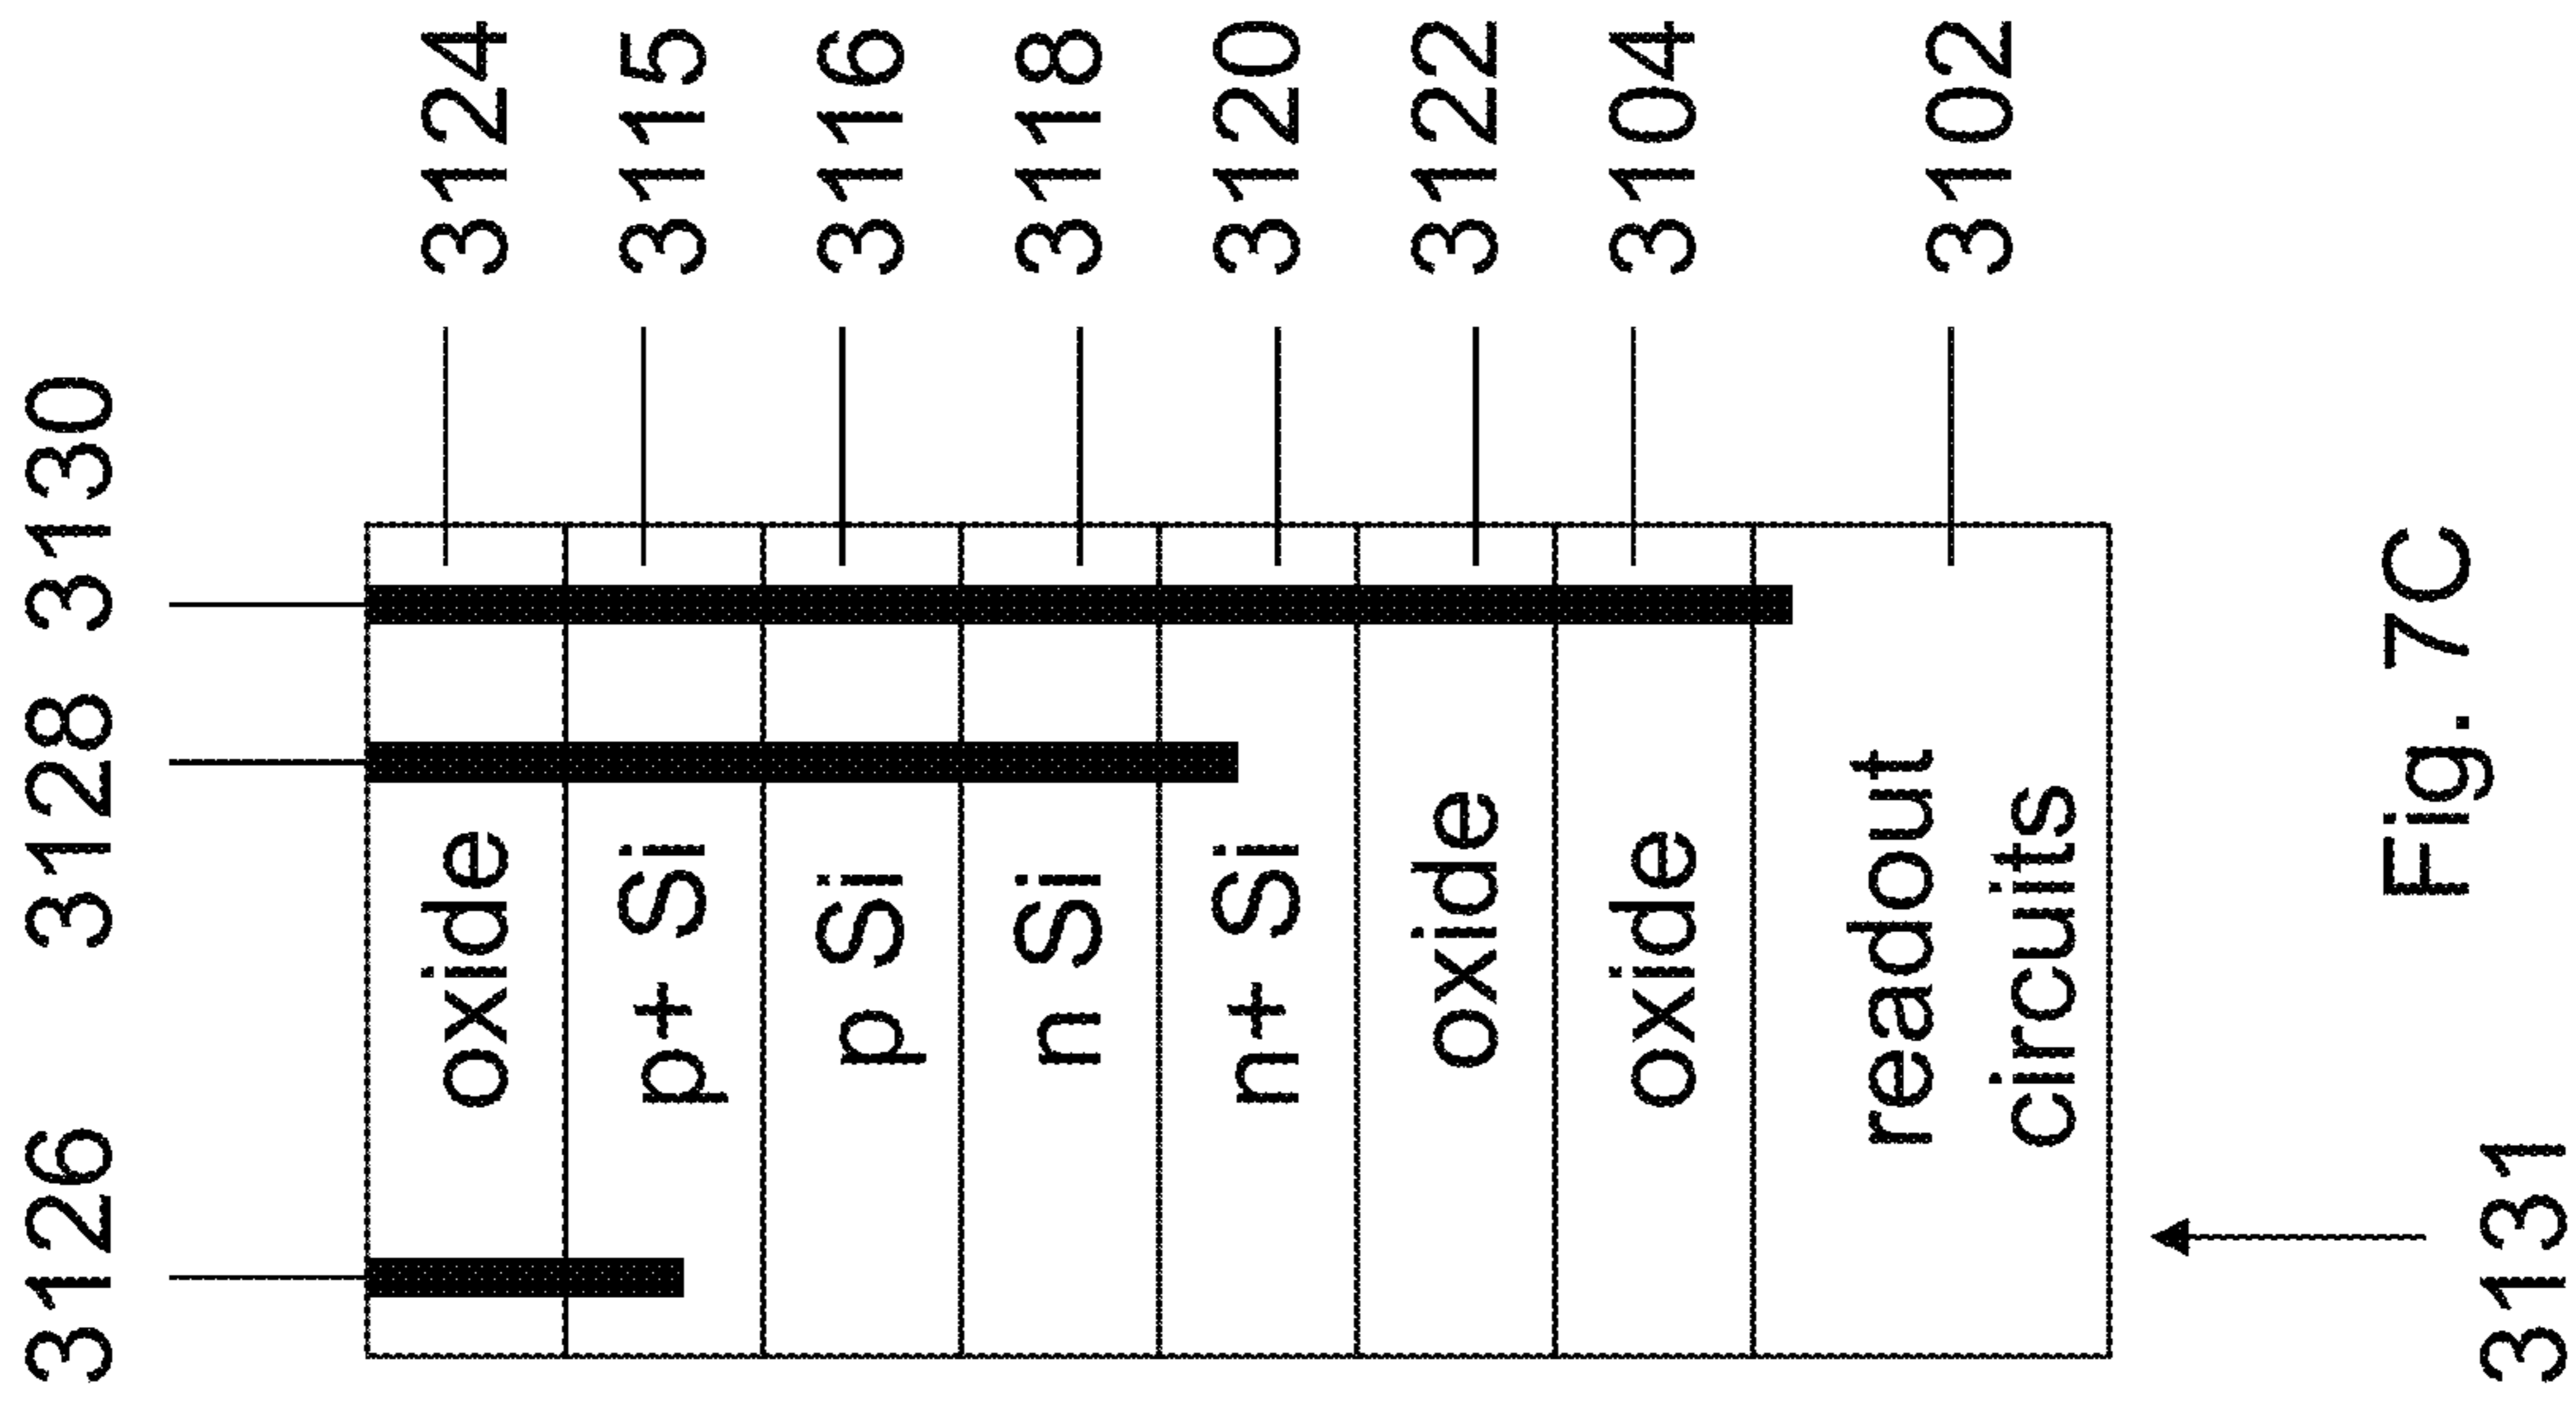 3126 3128 3130
oxide 3124
p+ Si 3115
p Si 3116
n Si 3118
n+ Si 3120
oxide 3122
oxide 3104
readout
circuits
3102
Fig. 7C
3131